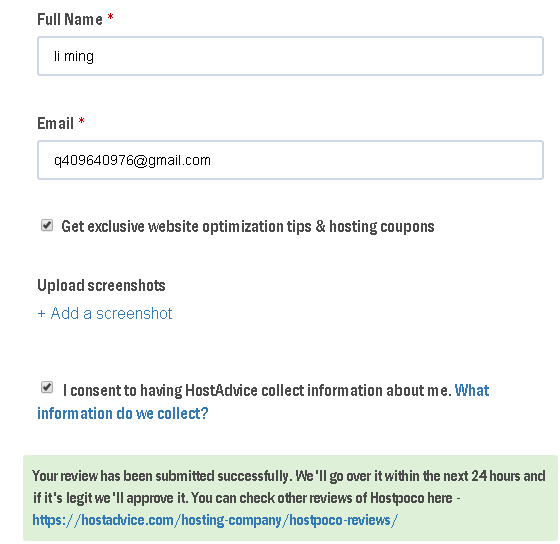 Full Name *
li ming
Email *
q409640976@gmail.com
Get exclusive website optimization tips & hosting coupons
Upload screenshots
+ Add a screenshot
I consent to having HostAdvice collect information about me. What
information do we collect?
Your review has been submitted successfully. We'll go over it within the next 24 hours and
if it's legit we'll approve it. You can check other reviews of Hostpoco here -
https://hostadvice.com/hosting-company/hostpoco-reviews/